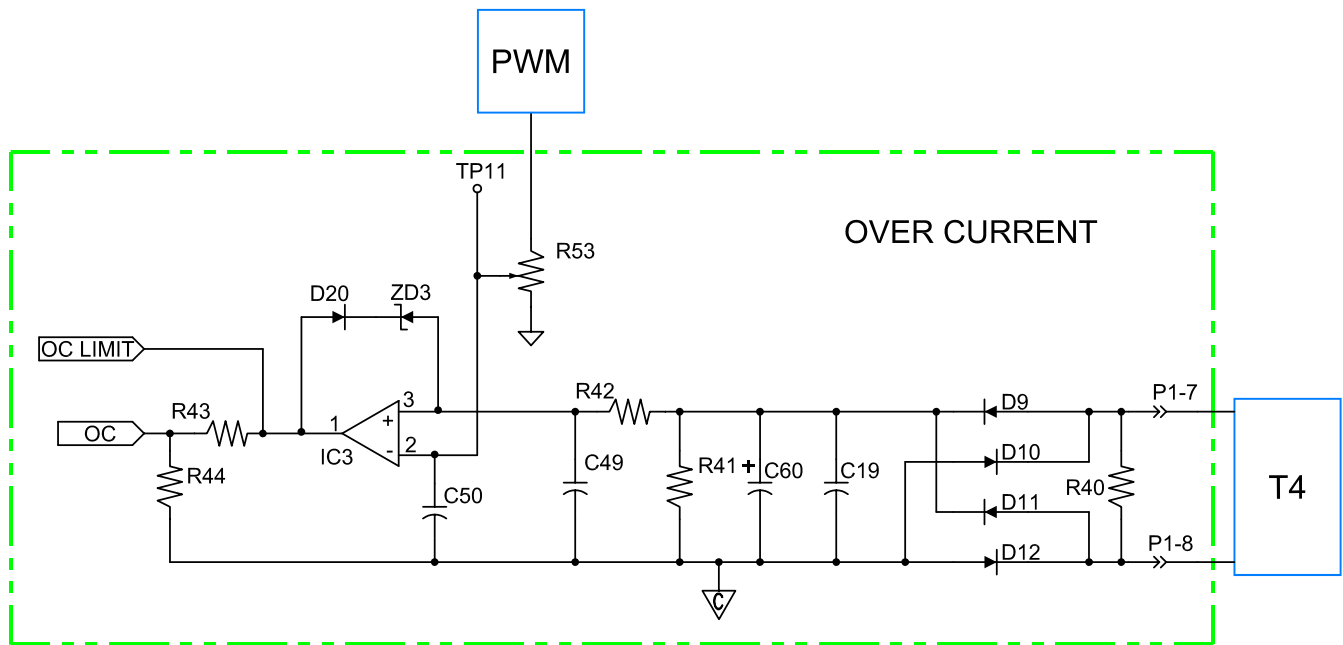 PWM
TP11
OVER CURRENT
R53
D20
ZD3
OC LIMIT
P1-7
R42
D9
3
R43
+
1
OC
2
-
IC3
D10
C49
R41
+
C60
C19
R44
R40
T4
C50
D11
P1-8
D12
C